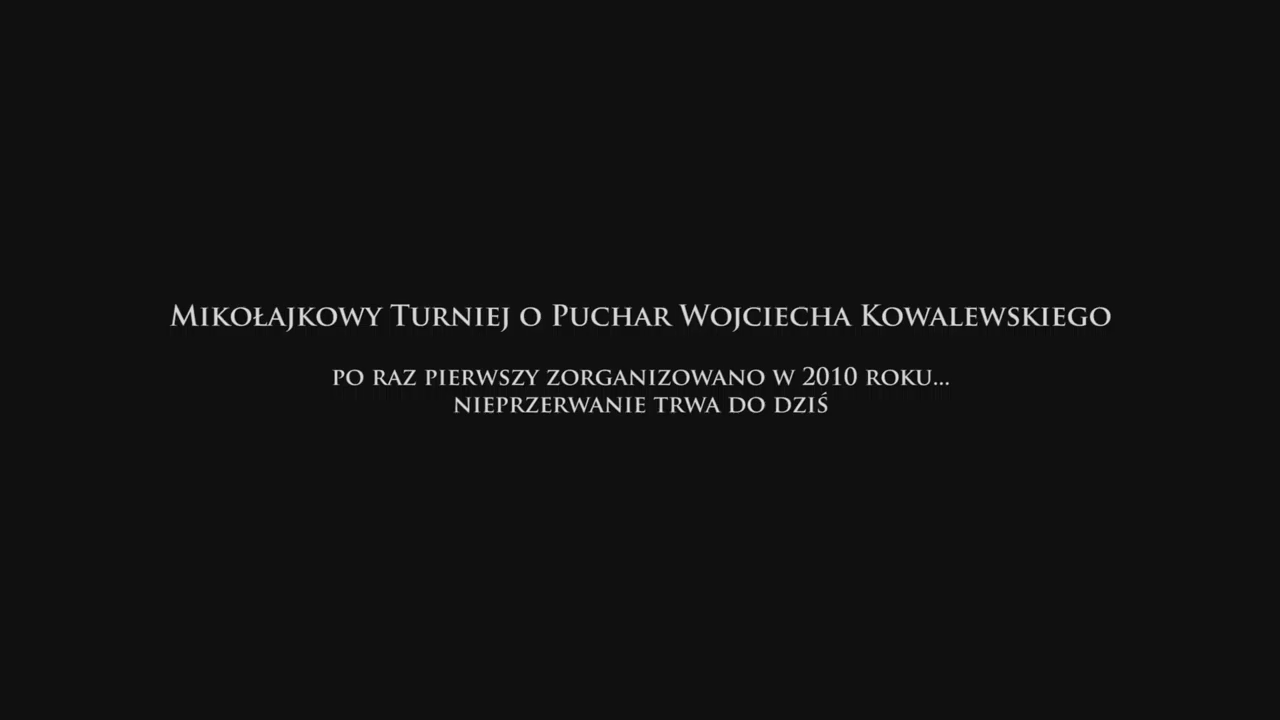 Mikołajkowy Turniej o Puchar Wojciecha Kowalewskiego
po raz pierwszy zorganizowano w 2010 roku...
nieprzerwanie trwa do dziś